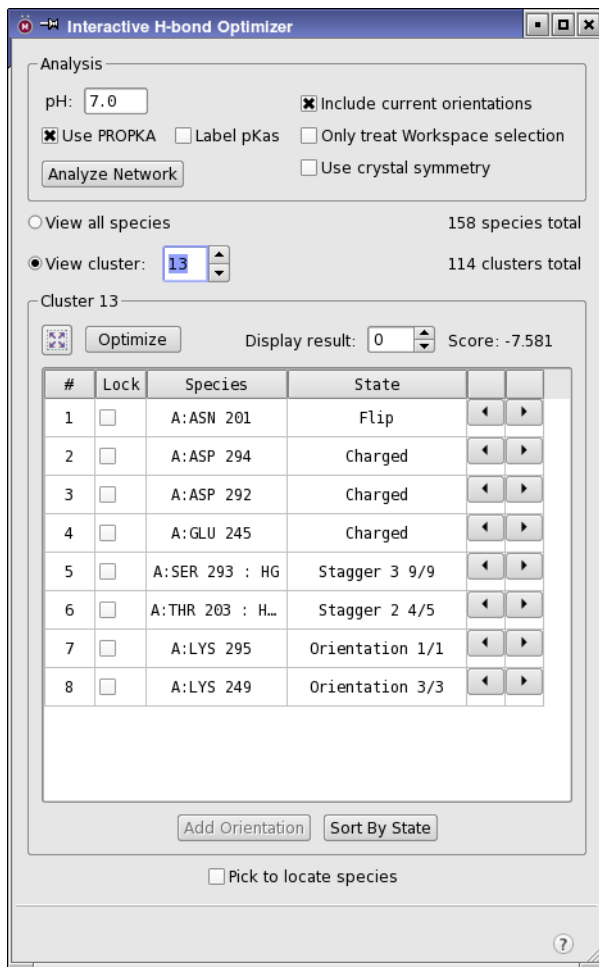 Interactive H-bond Optimizer
Analysis
pH: 7.0
Include current orientations
Use PROPKA Label pKas Only treat Workspace selection
Analyze Network Use crystal symmetry
View all species 158 species total
View cluster: 13 114 clusters total
Cluster 13
Optimize Display result: 0 Score: -7.581
# Lock Species State
1 A:ASN 201 Flip
2 A:ASP 294 Charged
3 A:ASP 292 Charged
4 A:GLU 245 Charged
5 A:SER 293 : HG Stagger 3 9/9
6 A:THR 203 : H… Stagger 2 4/5
7 A:LYS 295 Orientation 1/1
8 A:LYS 249 Orientation 3/3
Add Orientation Sort By State
Pick to locate species
?